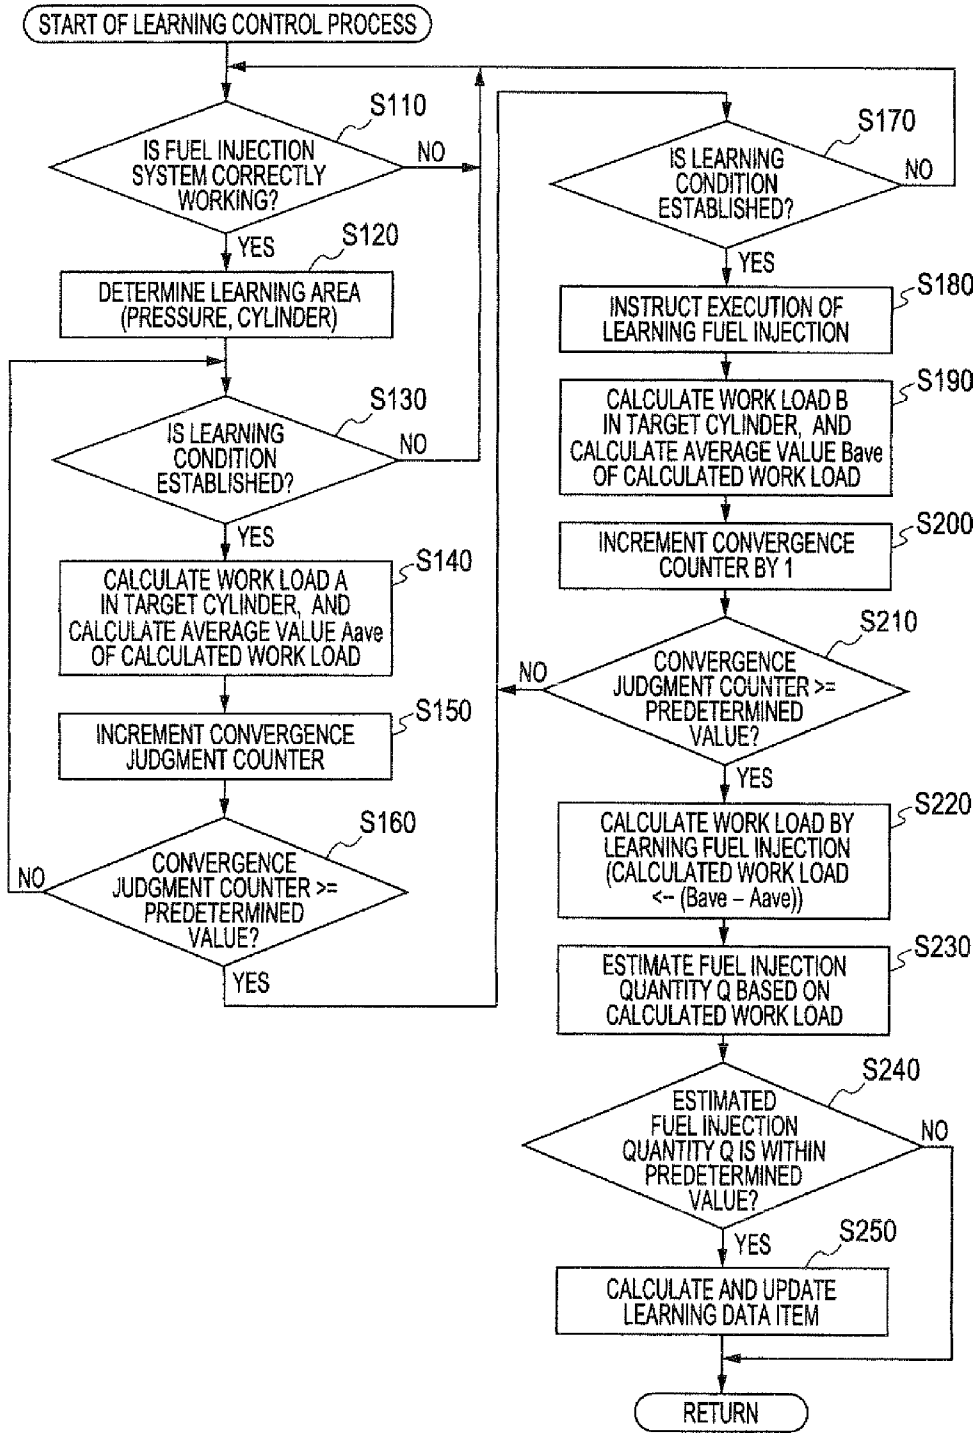 START OF LEARNING CONTROL PROCESS
S110
IS FUEL INJECTION
SYSTEM CORRECTLY
WORKING?
NO
YES
S120
DETERMINE LEARNING AREA
(PRESSURE, CYLINDER)
S130
IS LEARNING
CONDITION
ESTABLISHED?
NO
YES
S140
CALCULATE WORK LOAD A
IN TARGET CYLINDER, AND
CALCULATE AVERAGE VALUE Aave
OF CALCULATED WORK LOAD
S150
INCREMENT CONVERGENCE
JUDGMENT COUNTER
S160
CONVERGENCE
JUDGMENT COUNTER >=
PREDETERMINED
VALUE?
NO
YES
S170
IS LEARNING
CONDITION
ESTABLISHED?
NO
YES
S180
INSTRUCT EXECUTION OF
LEARNING FUEL INJECTION
S190
CALCULATE WORK LOAD B
IN TARGET CYLINDER, AND
CALCULATE AVERAGE VALUE Bave
OF CALCULATED WORK LOAD
S200
INCREMENT CONVERGENCE
COUNTER BY 1
S210
CONVERGENCE
JUDGMENT COUNTER >=
PREDETERMINED
VALUE?
NO
YES
S220
CALCULATE WORK LOAD BY
LEARNING FUEL INJECTION
(CALCULATED WORK LOAD
<-- (Bave – Aave))
S230
ESTIMATE FUEL INJECTION
QUANTITY Q BASED ON
CALCULATED WORK LOAD
S240
ESTIMATED
FUEL INJECTION
QUANTITY Q IS WITHIN
PREDETERMINED
VALUE?
NO
YES
S250
CALCULATE AND UPDATE
LEARNING DATA ITEM
RETURN